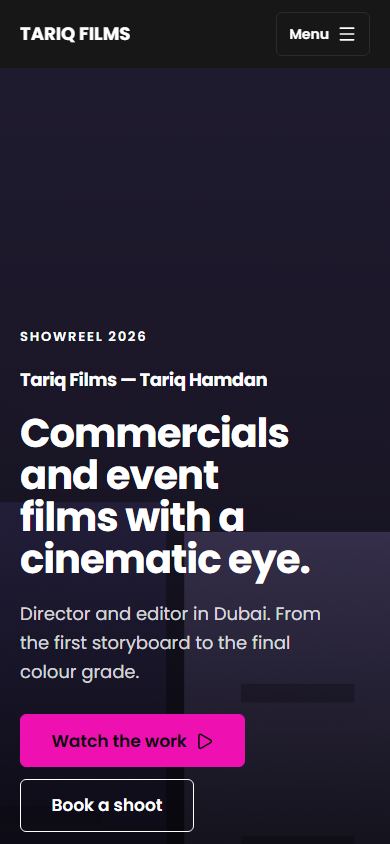 TARIQ FILMS
Menu
SHOWREEL 2026
Tariq Films — Tariq Hamdan
Commercials
and event
films with a
cinematic eye.
Director and editor in Dubai. From
the first storyboard to the final
colour grade.
Watch the work
Book a shoot